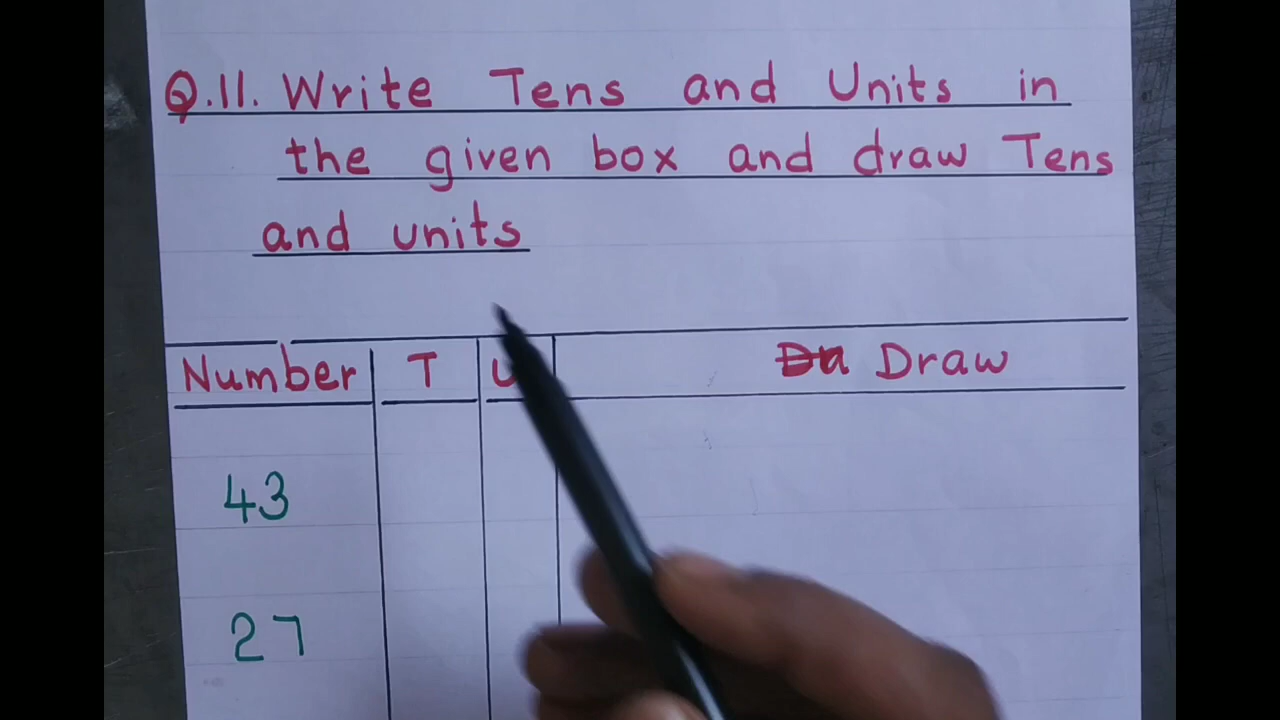 Q.11. Write Tens and Units in
the given box and draw Tens
and units
Number T U Draw
43
27